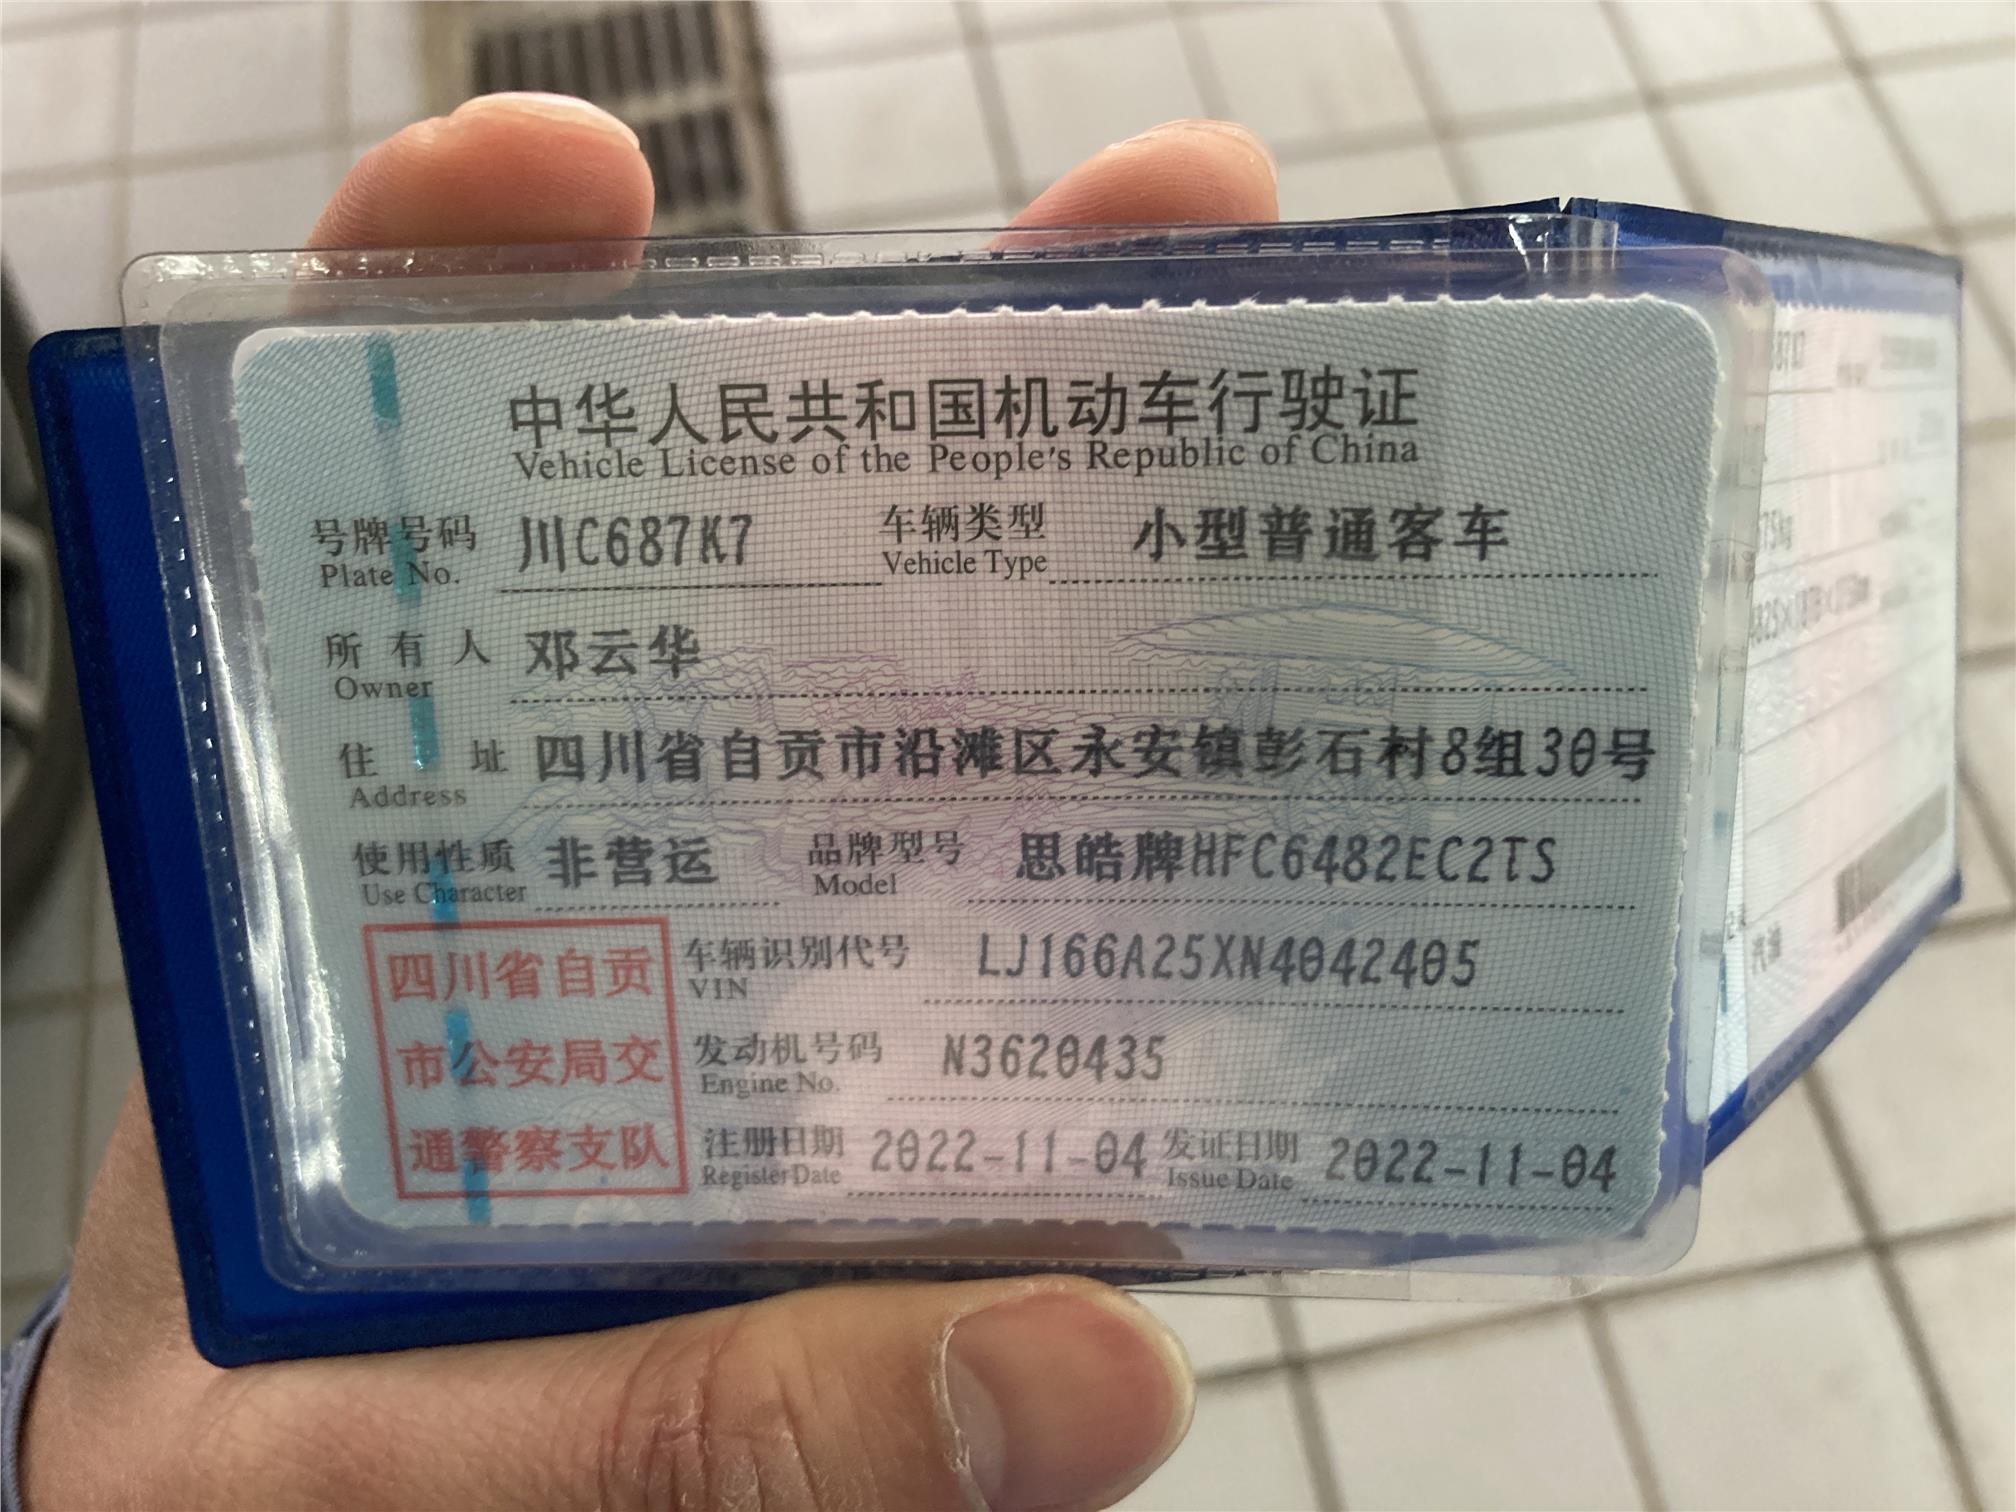 中华人民共和国机动车行驶证
Vehicle License of the People's Republic of China
号牌号码 川C687K7 车辆类型 小型普通客车
Plate No. Vehicle Type
所有人 邓云华
Owner
住址 四川省自贡市沿滩区永安镇彭石村8组30号
Address
使用性质 非营运 品牌型号 思皓牌HFC6482EC2TS
Use Character Model
四川省自贡
市公安局交
通警察支队
车辆识别代号 LJ166A25XN4042405
VIN
发动机号码 N3620435
Engine No.
注册日期 2022-11-04 发证日期 2022-11-04
Register Date Issue Date